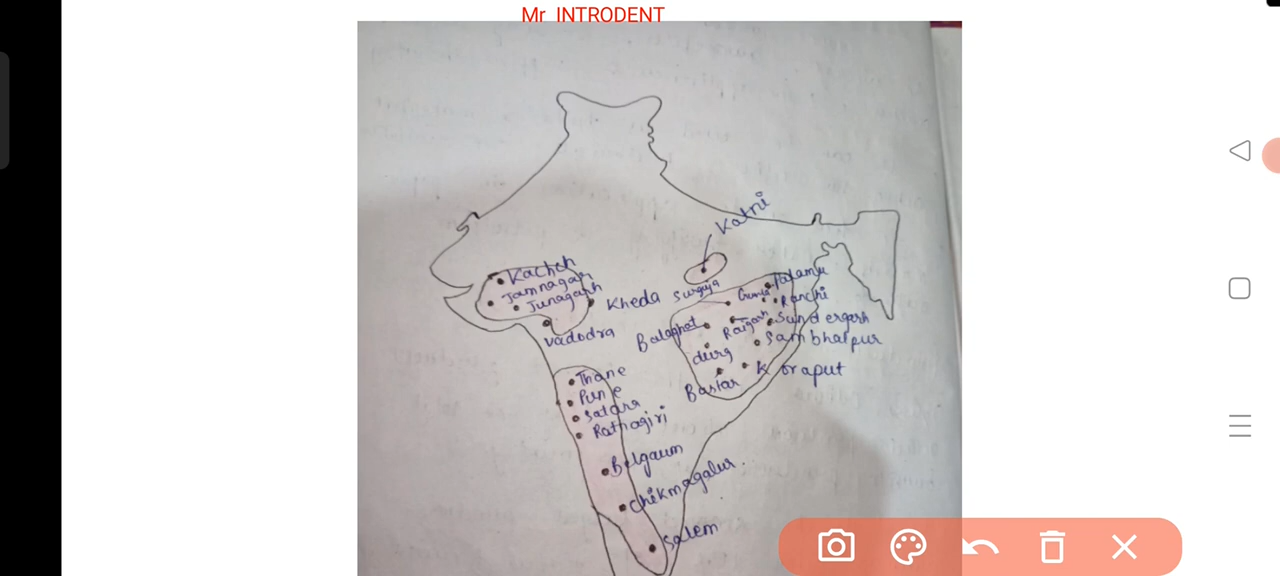 Mr INTRODENT
Katni
Kachch
Jamnagar
Junagarh
Kheda
Vadodra
Surguja
Palamu
Gumla
Ranchi
Sundergarh
Balaghat
Raigarh
Sambhalpur
durg
Koraput
Bastar
Thane
Pune
Satara
Ratnagiri
Belgaum
Chikmagalur.
Salem